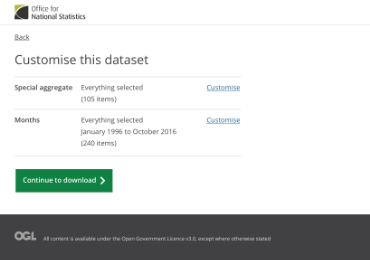 Office for
National Statistics
Back
Customise this dataset
Special aggregate Everything selected Customise
(105 items)
Months Everything selected Customise
January 1996 to October 2016
(240 items)
Continue to download
OGL All content is available under the Open Government Licence v3.0, except where otherwise stated